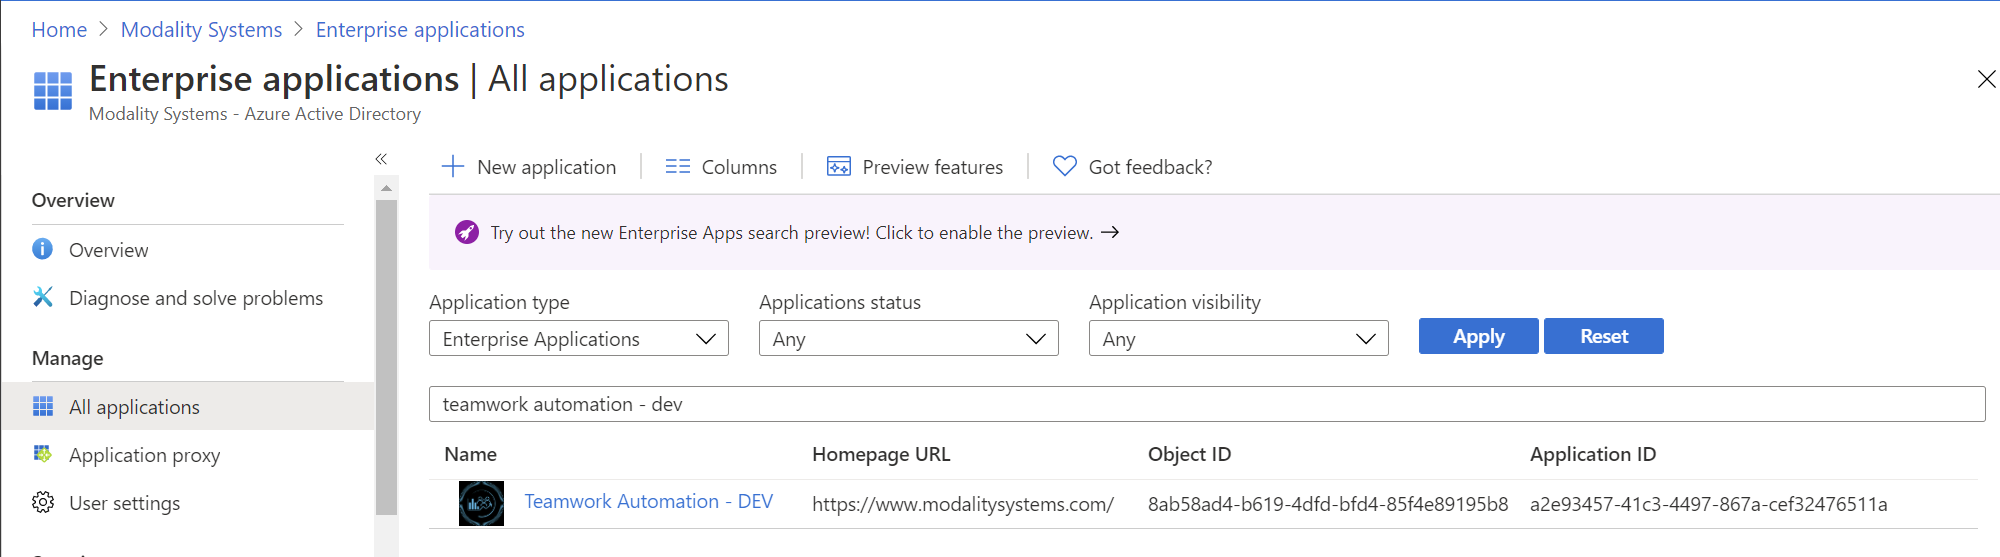 Home > Modality Systems > Enterprise applications
Enterprise applications | All applications
Modality Systems - Azure Active Directory
«
New application
Columns
Preview features
Got feedback?
Overview
Try out the new Enterprise Apps search preview! Click to enable the preview. →
Overview
Diagnose and solve problems
Application type
Applications status
Application visibility
Enterprise Applications
Any
Any
Apply
Reset
Manage
All applications
teamwork automation - dev
Application proxy
User settings
Name Homepage URL Object ID Application ID
Teamwork Automation - DEV https://www.modalitysystems.com/ 8ab58ad4-b619-4dfd-bfd4-85f4e89195b8 a2e93457-41c3-4497-867a-cef32476511a